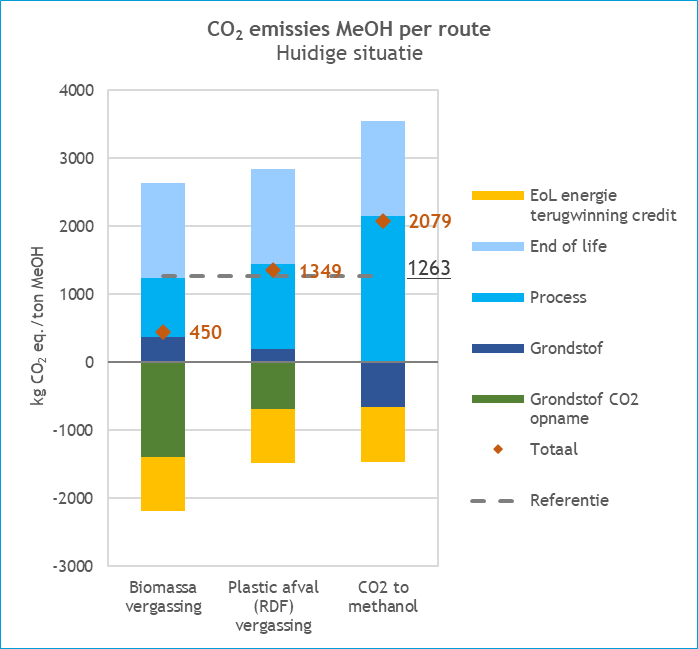 CO₂ emissies MeOH per route
Huidige situatie
kg CO₂ eq./ton MeOH
4000
3000
2000
1000
0
-1000
-2000
-3000
450
1349
2079
1263
Biomassa
vergassing
Plastic afval
(RDF)
vergassing
CO2 to
methanol
EoL energie
terugwinning credit
End of life
Process
Grondstof
Grondstof CO2
opname
Totaal
Referentie